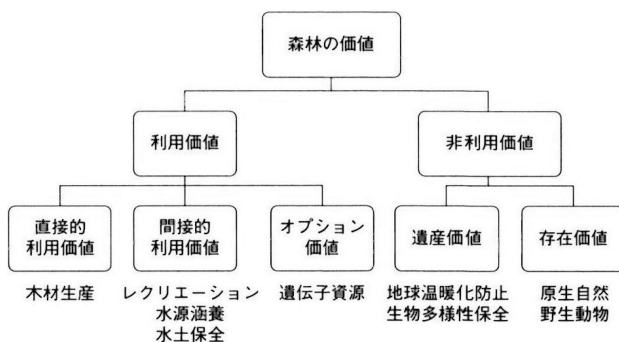 森林の価値
利用価値
非利用価値
直接的
利用価値
間接的
利用価値
オプション
価値
遺産価値
存在価値
木材生産
レクリエーション
水源涵養
水土保全
遺伝子資源
地球温暖化防止
生物多様性保全
原生自然
野生動物